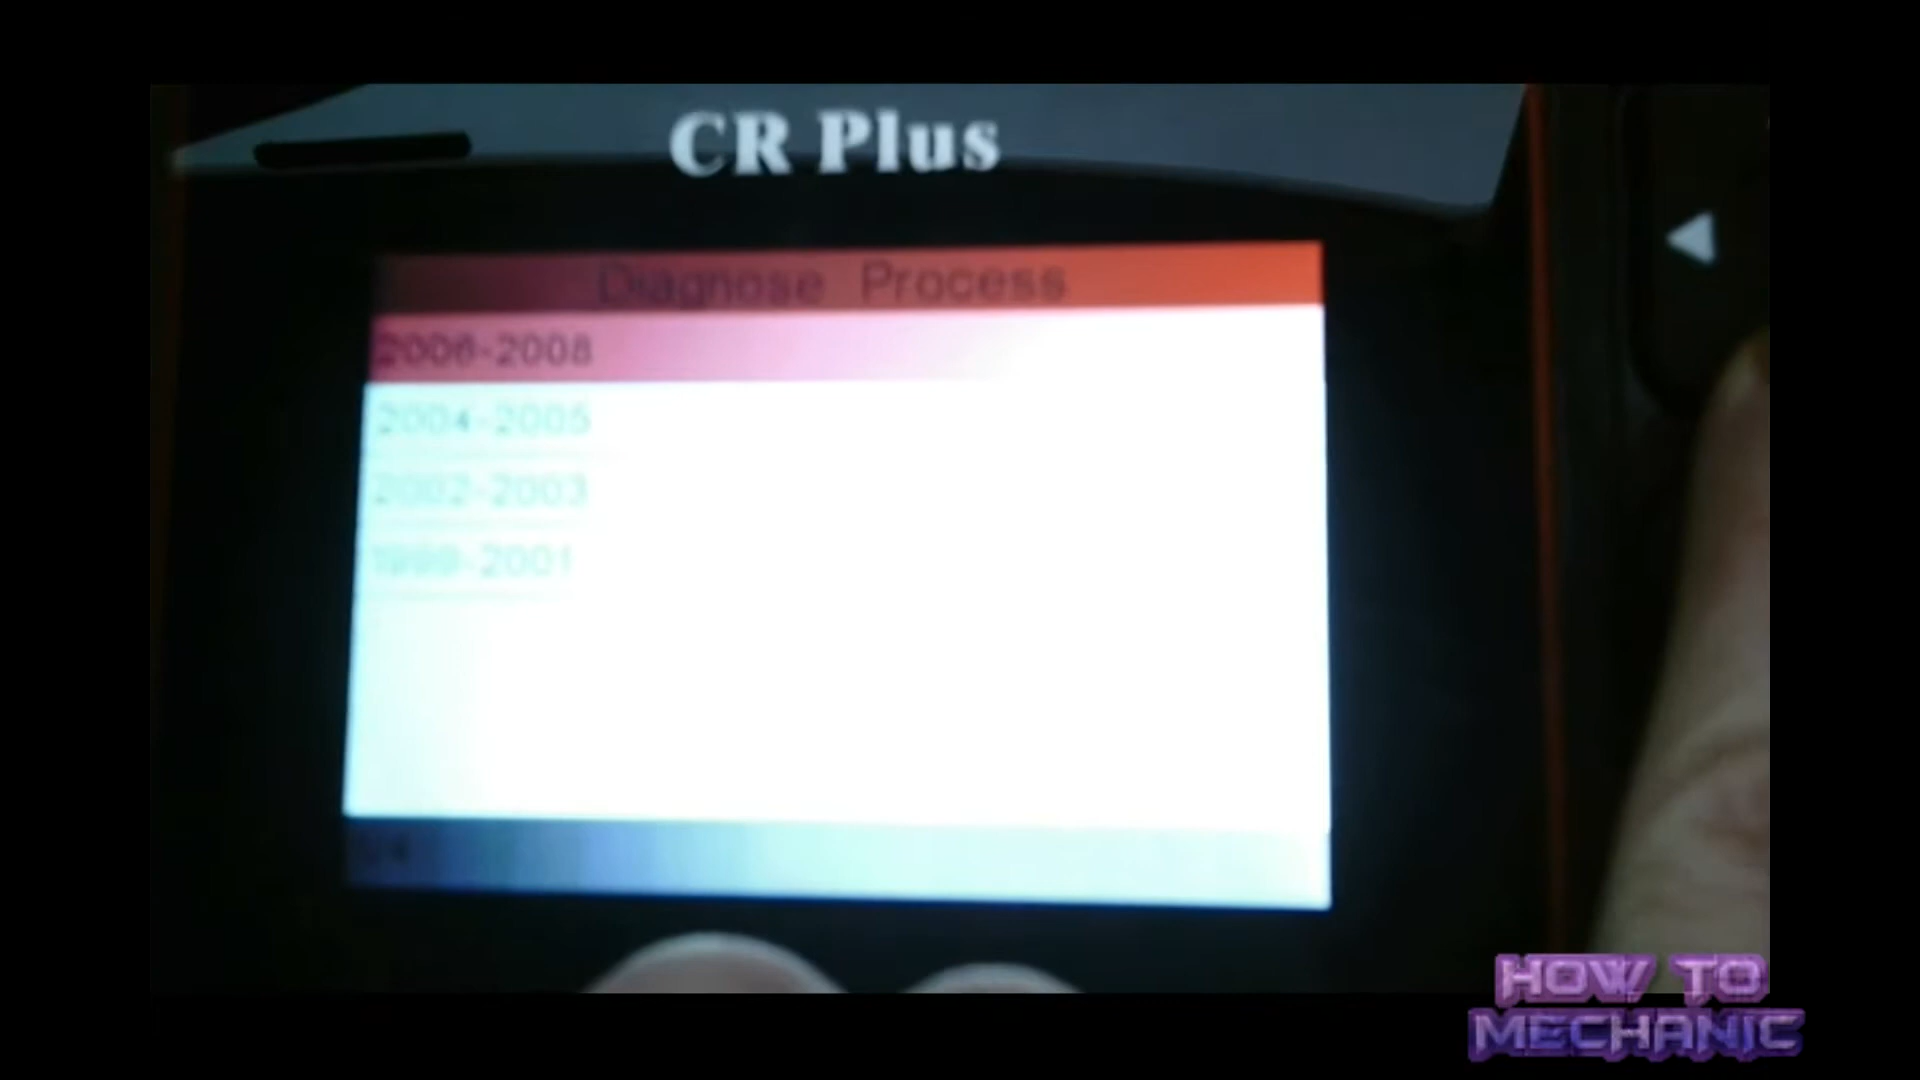 CR Plus
Diagnose Process
2006-2008
2004-2005
2002-2003
1999-2001
HOW TO
MECHANIC